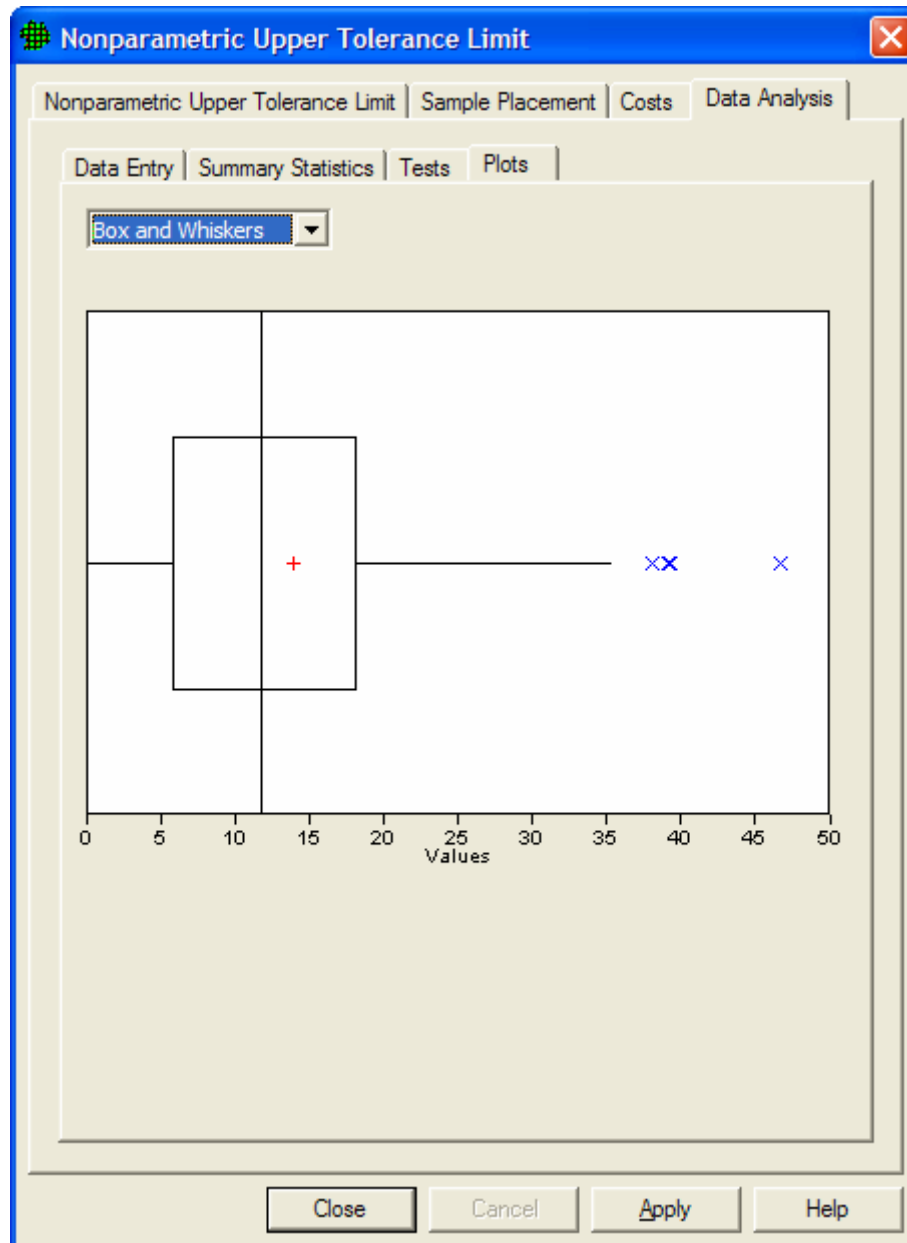 Nonparametric Upper Tolerance Limit
Nonparametric Upper Tolerance Limit Sample Placement Costs Data Analysis
Data Entry Summary Statistics Tests Plots
Box and Whiskers
0 5 10 15 20 25 30 35 40 45 50
Values
Close Cancel Apply Help